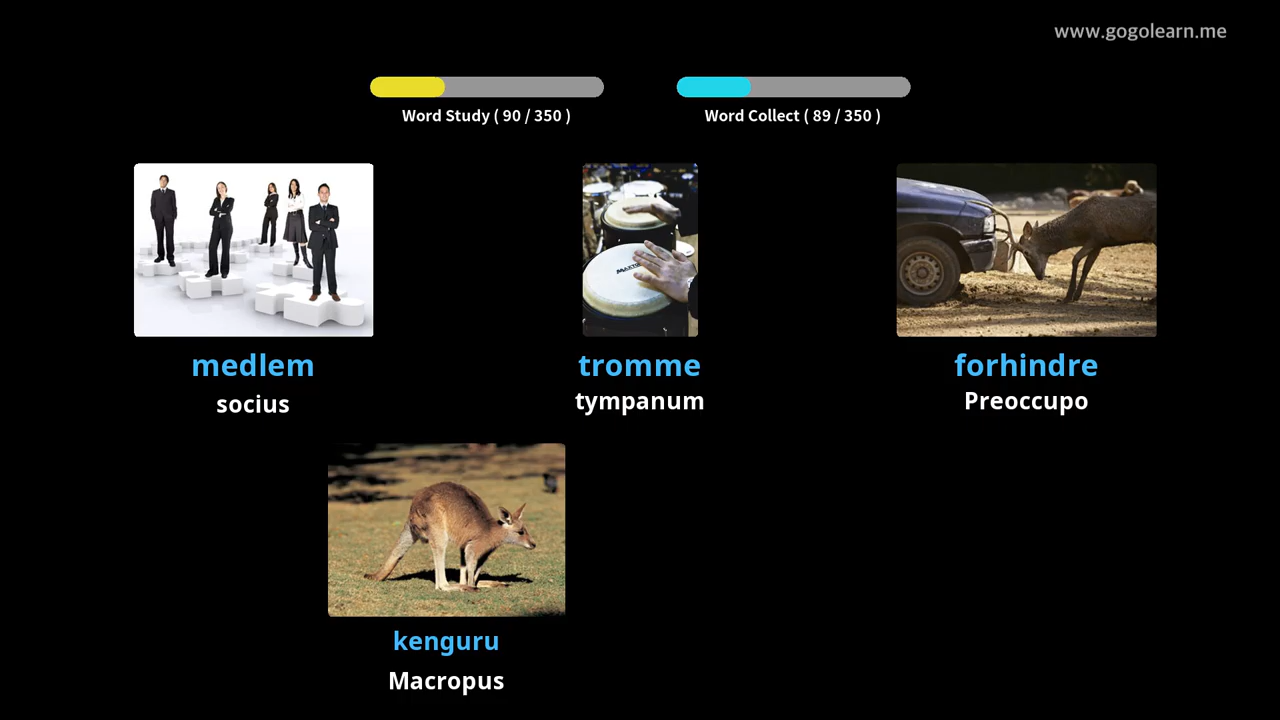 www.gogolearn.me
Word Study ( 90 / 350 )
Word Collect ( 89 / 350 )
medlem
socius
tromme
tympanum
forhindre
Preoccupo
kenguru
Macropus